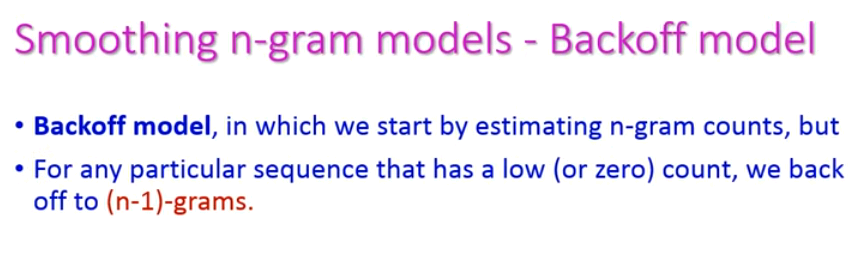 Smoothing n-gram models - Backoff model
• Backoff model, in which we start by estimating n-gram counts, but
• For any particular sequence that has a low (or zero) count, we back
off to (n-1)-grams.